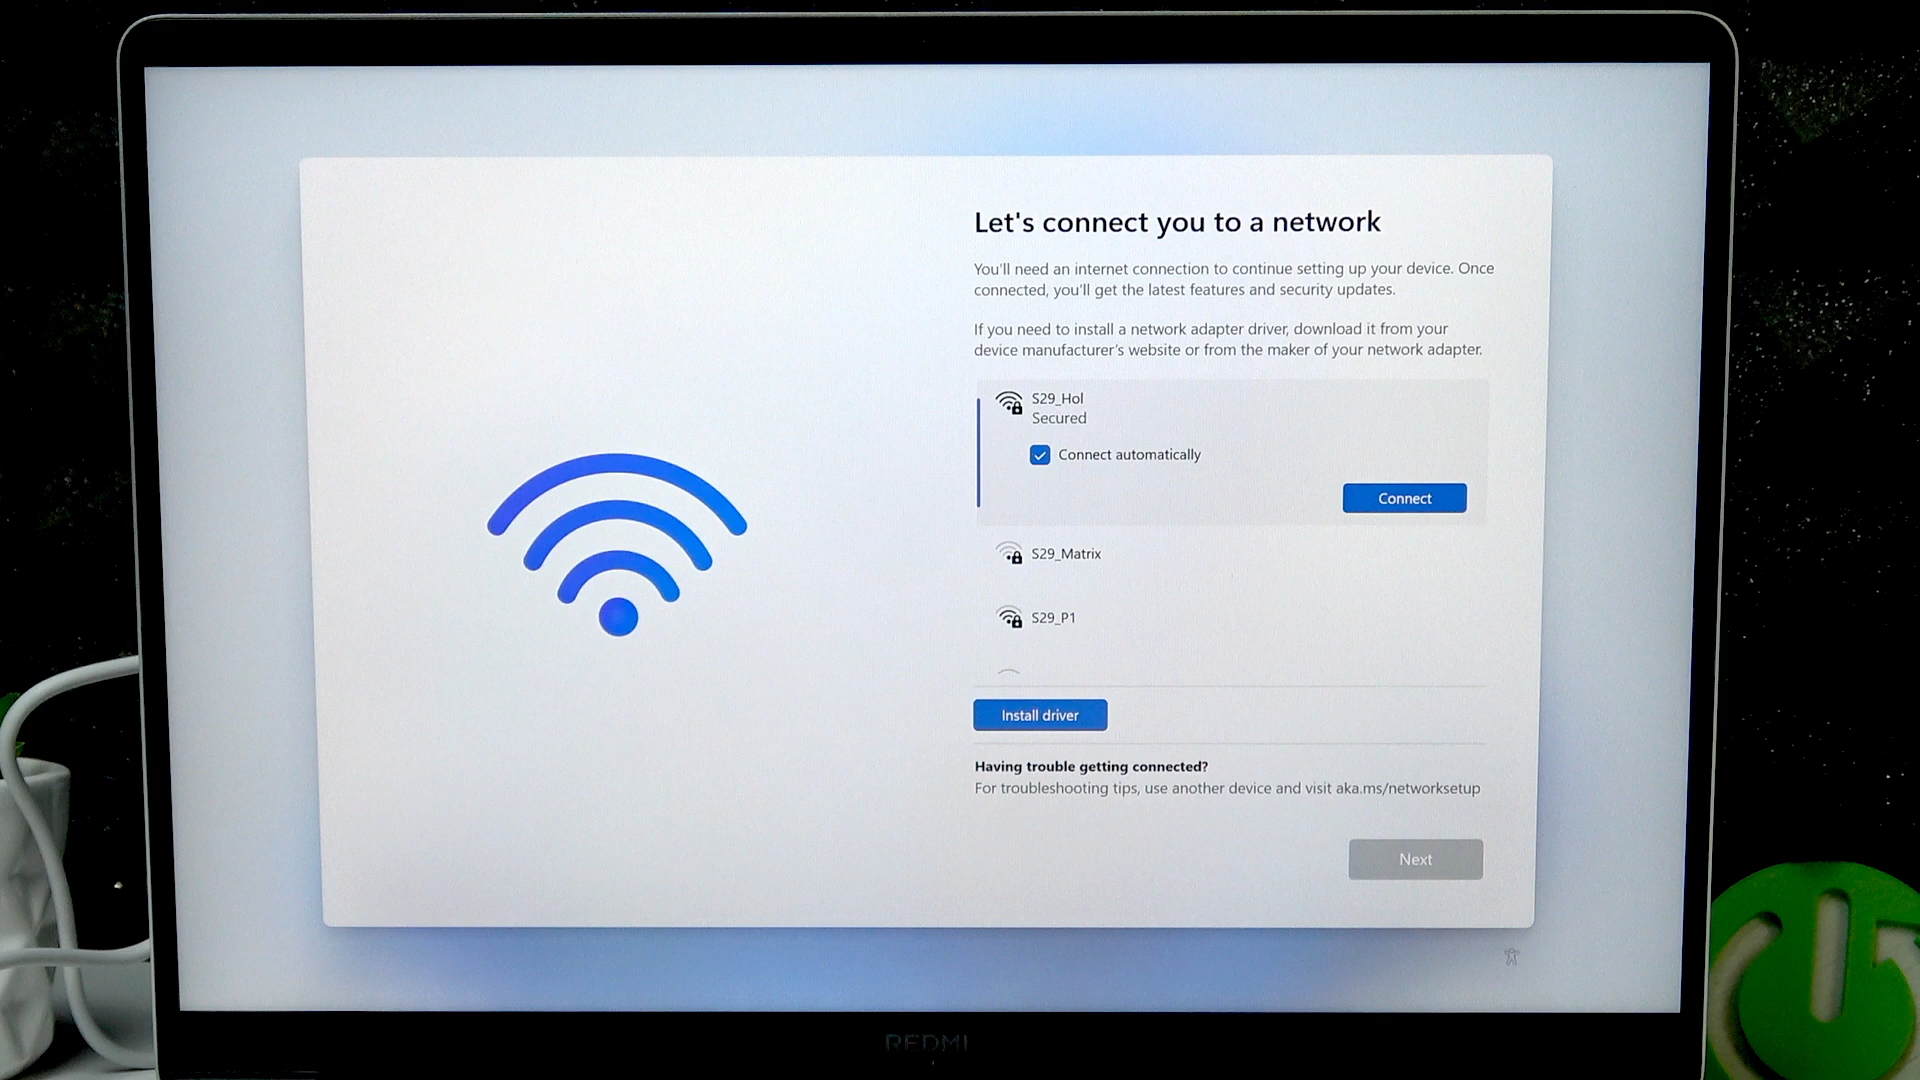 Let's connect you to a network
You'll need an internet connection to continue setting up your device. Once
connected, you'll get the latest features and security updates.
If you need to install a network adapter driver, download it from your
device manufacturer's website or from the maker of your network adapter.
S29_Hol
Secured
Connect automatically
Connect
S29_Matrix
S29_P1
Install driver
Having trouble getting connected?
For troubleshooting tips, use another device and visit aka.ms/networksetup
Next
REDMI